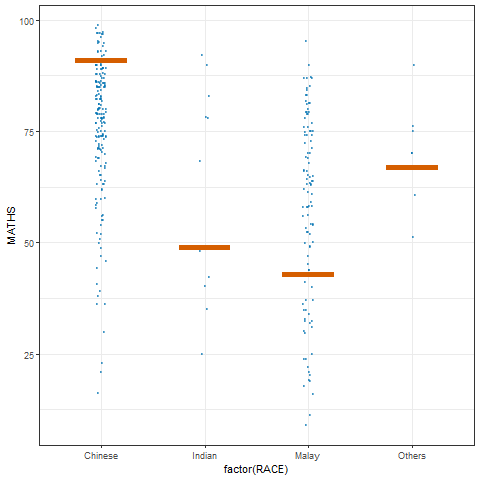 100
75
50
25
MATHS
Chinese
Indian
Malay
Others
factor(RACE)